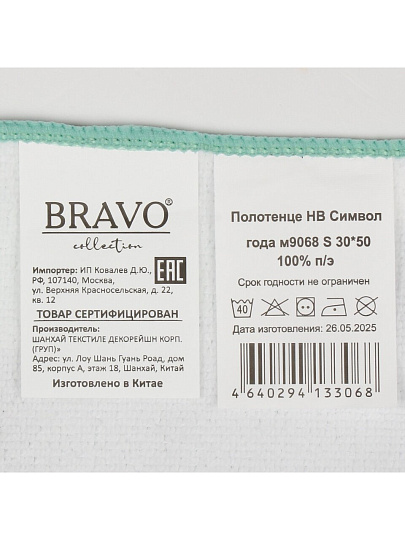 BRAVO®
collection
Импортер: ИП Ковалев Д.Ю.,
РФ, 107140, Москва,
ул. Верхняя Красносельская, д. 22,
кв. 12
EAC
ТОВАР СЕРТИФИЦИРОВАН
Производитель:
ШАНХАЙ ТЕКСТИЛЕ ДЕКОРЕЙШН КОРП.
(ГРУП)»
Адрес: ул. Лоу Шань Гуань Роад, дом
85, корпус А, этаж 18, Шанхай, Китай
Изготовлено в Китае
Полотенце НВ Символ
года м9068 S 30*50
100% п/э
Срок годности не ограничен
40
Дата изготовления: 26.05.2025
4 640294 133068